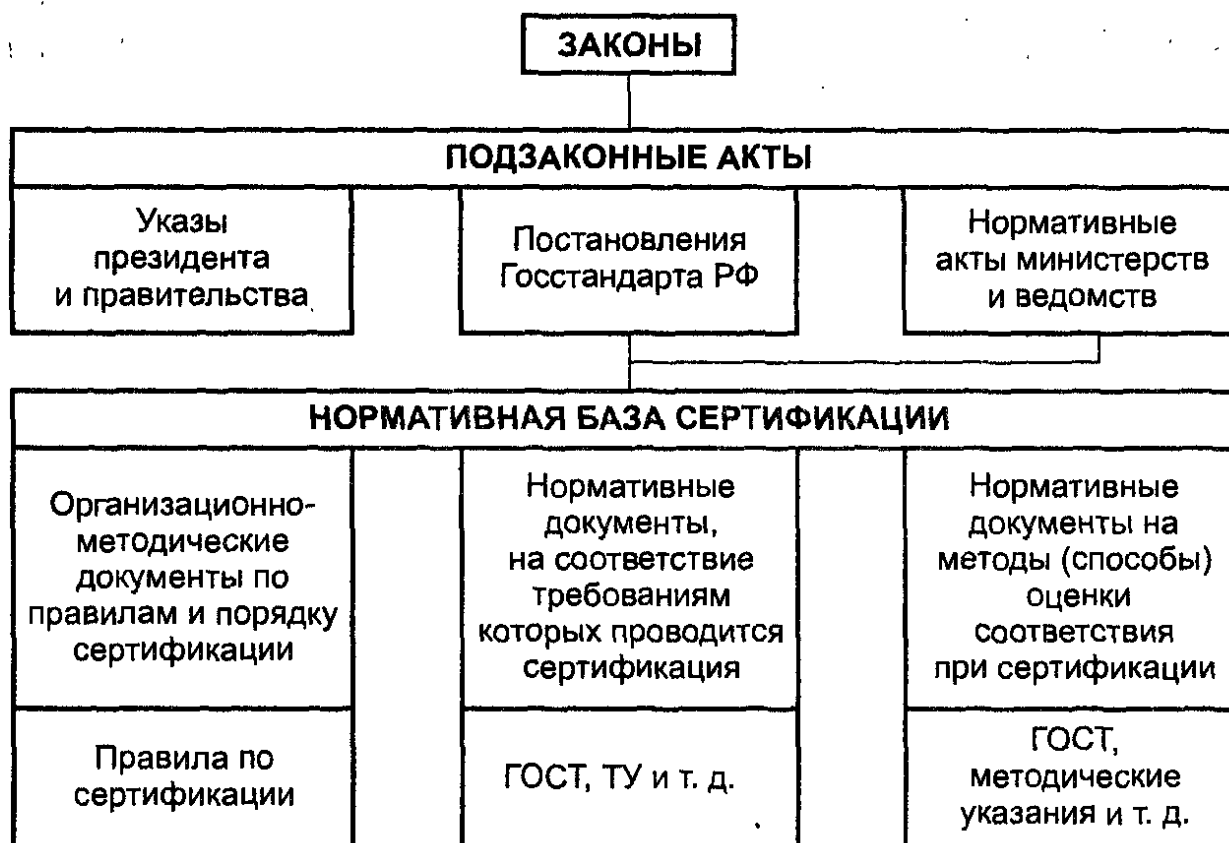 ЗАКОНЫ
ПОДЗАКОННЫЕ АКТЫ
Указы
президента
и правительства
Постановления
Госстандарта РФ
Нормативные
акты министерств
и ведомств
НОРМАТИВНАЯ БАЗА СЕРТИФИКАЦИИ
Организационно-
методические
документы по
правилам и порядку
сертификации
Нормативные
документы,
на соответствие
требованиям
которых проводится
сертификация
Нормативные
документы на
методы (способы)
оценки
соответствия
при сертификации
Правила по
сертификации
ГОСТ, ТУ и т. д.
ГОСТ,
методические
указания и т. д.